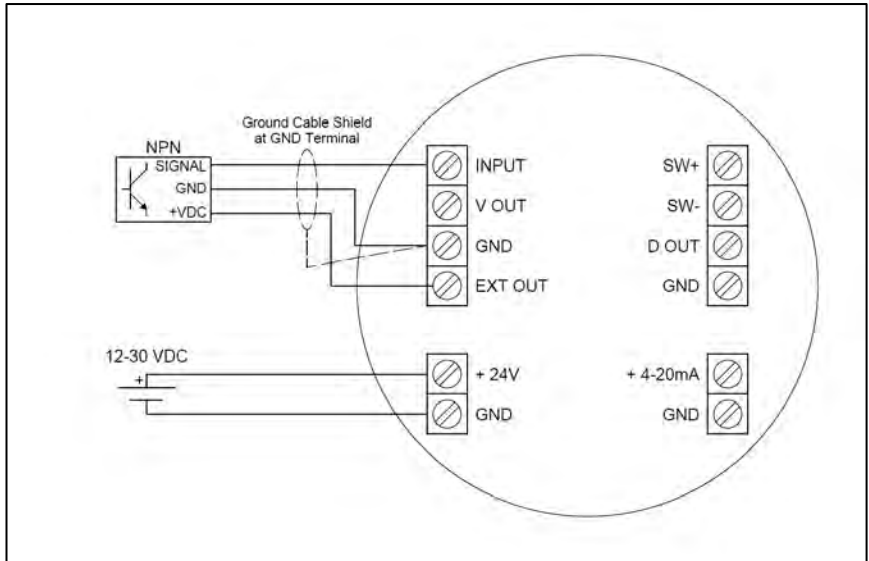 Ground Cable Shield
at GND Terminal
NPN
SIGNAL
GND
+VDC
INPUT
V OUT
GND
EXT OUT
SW+
SW-
D OUT
GND
12-30 VDC
+
+ 24V
GND
+ 4-20mA
GND